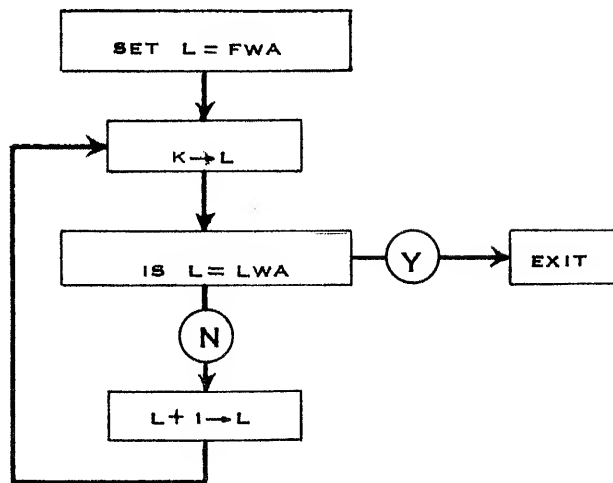 SET L = FWA
K → L
IS L = LWA
Y
EXIT
N
L + 1 → L